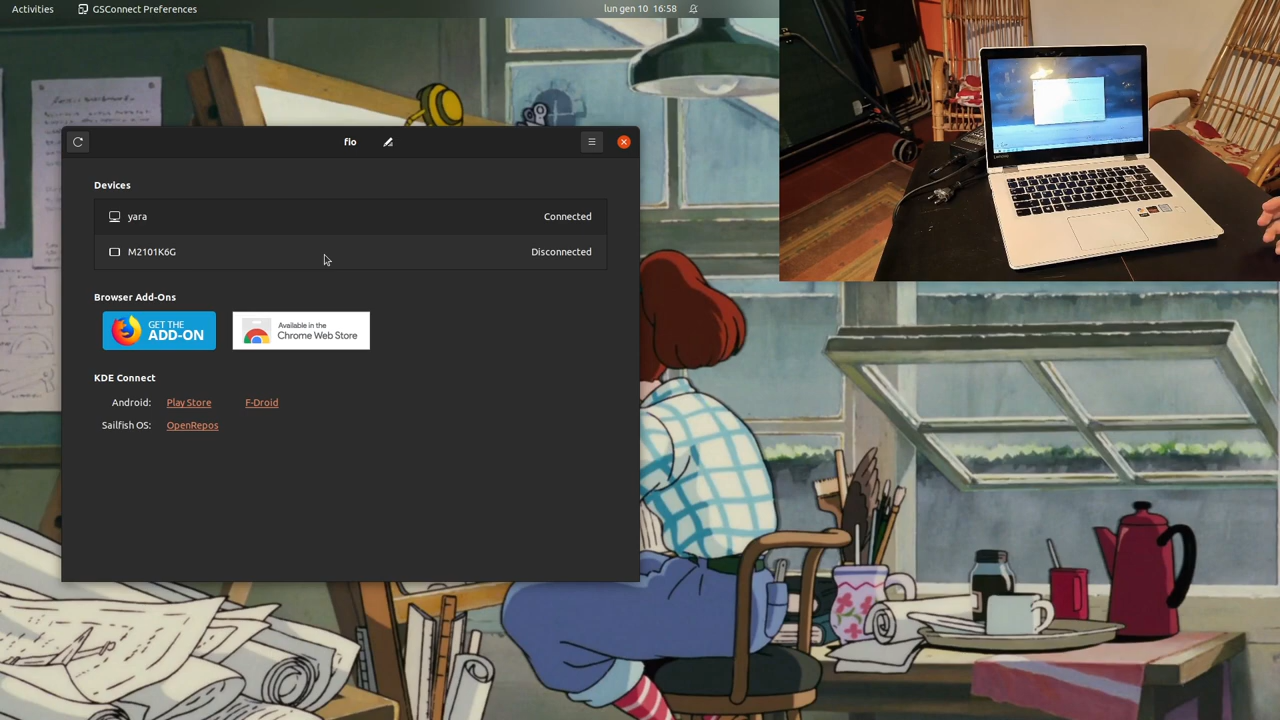 Activities
GSConnect Preferences
lun gen 10 16:58
fio
Devices
yara
Connected
M2101K6G
Disconnected
Browser Add-Ons
GET THE
ADD-ON
Available in the
Chrome Web Store
KDE Connect
Android:
Play Store
F-Droid
Sailfish OS:
OpenRepos